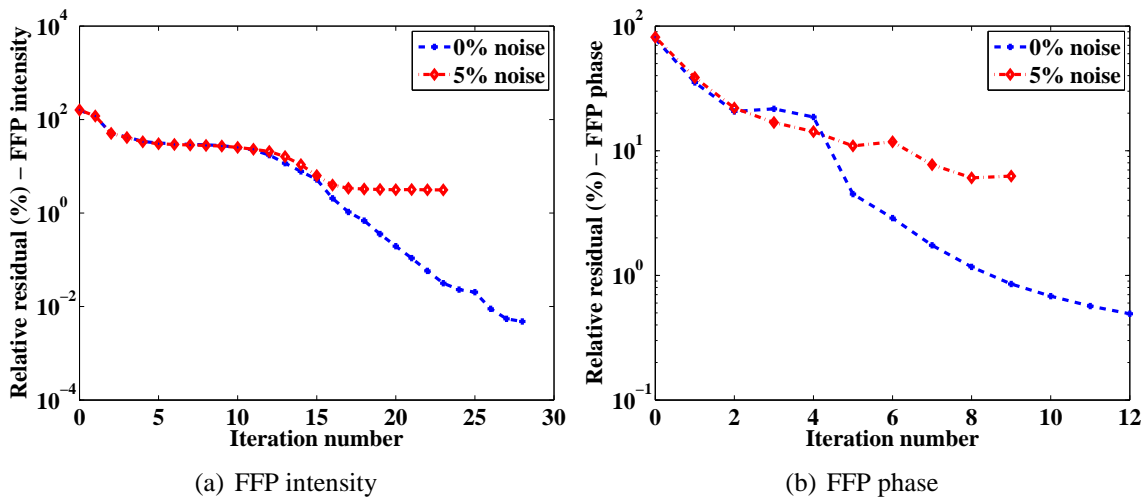 10^4
10^2
10^0
10^−2
10^−4
Relative residual (%) − FFP intensity
0% noise
5% noise
0 5 10 15 20 25 30
Iteration number
(a) FFP intensity
10^2
10^1
10^0
10^−1
Relative residual (%) − FFP phase
0% noise
5% noise
0 2 4 6 8 10 12
Iteration number
(b) FFP phase